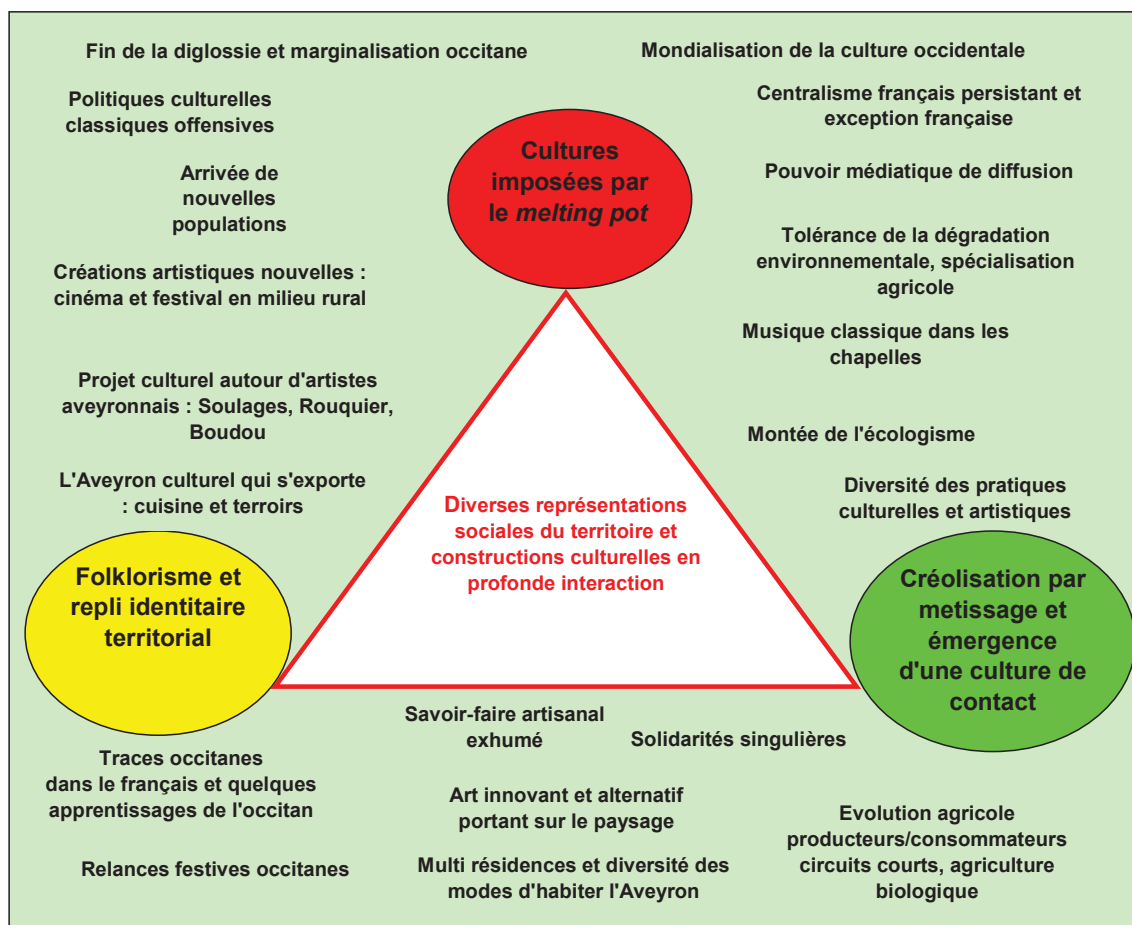 Fin de la diglossie et marginalisation occitane
Mondialisation de la culture occidentale
Politiques culturelles
classiques offensives
Centralisme français persistant et
exception française
Cultures
imposées par
le melting pot
Arrivée de
nouvelles
populations
Pouvoir médiatique de diffusion
Créations artistiques nouvelles :
cinéma et festival en milieu rural
Tolérance de la dégradation
environnementale, spécialisation
agricole
Musique classique dans les
chapelles
Projet culturel autour d'artistes
aveyronnais : Soulages, Rouquier,
Boudou
Montée de l'écologisme
L'Aveyron culturel qui s'exporte
: cuisine et terroirs
Diversité des pratiques
culturelles et artistiques
Diverses représentations
sociales du territoire et
constructions culturelles en
profonde interaction
Folklorisme et
repli identitaire
territorial
Créolisation par
metissage et
émergence
d'une culture de
contact
Savoir-faire artisanal
exhumé
Solidarités singulières
Traces occitanes
dans le français et quelques
apprentissages de l'occitan
Art innovant et alternatif
portant sur le paysage
Evolution agricole
producteurs/consommateurs
circuits courts, agriculture
biologique
Relances festives occitanes
Multi résidences et diversité des
modes d'habiter l'Aveyron